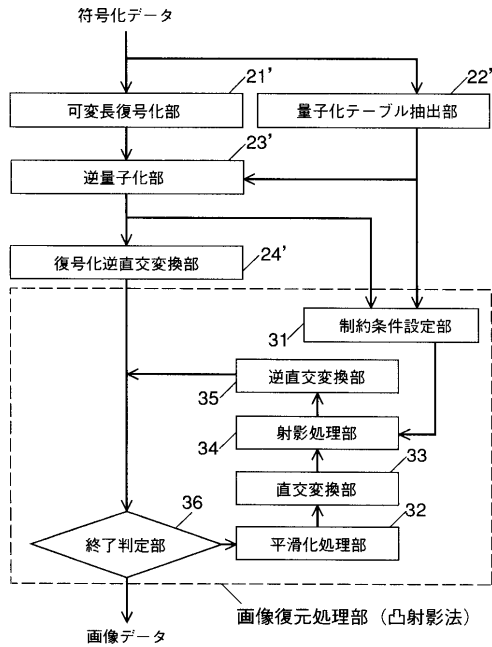 符号化データ
21'
22'
可変長復号化部
量子化テーブル抽出部
23'
逆量子化部
24'
復号化逆直交変換部
31
制約条件設定部
35
逆直交変換部
34
射影処理部
33
直交変換部
36
32
終了判定部
平滑化処理部
画像復元処理部（凸射影法）
画像データ